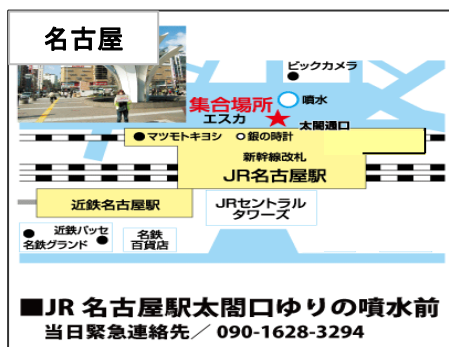 名古屋
ビックカメラ
噴水
集合場所
エスカ
太閤通口
マツモトキヨシ
銀の時計
新幹線改札
JR名古屋駅
近鉄名古屋駅
JRセントラル
タワーズ
近鉄パッセ
名鉄グランド
名鉄
百貨店
■JR 名古屋駅太閤口ゆりの噴水前
当日緊急連絡先／ 090-1628-3294